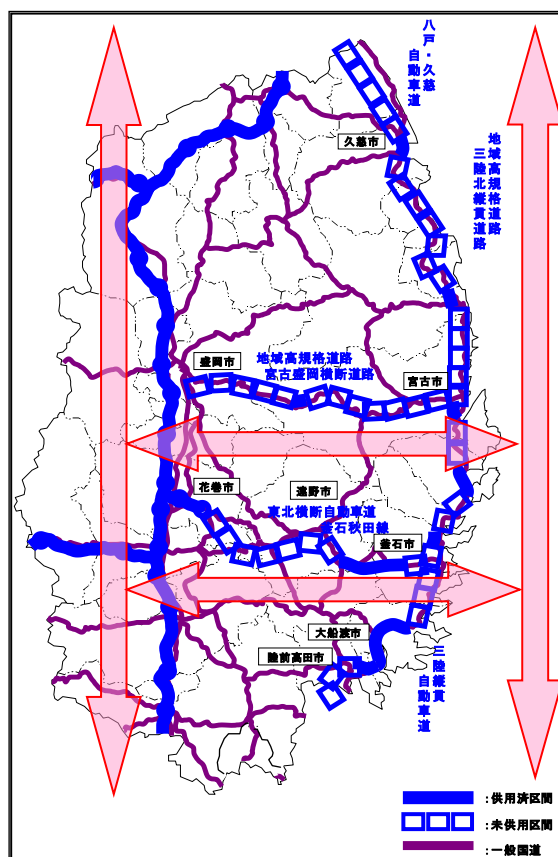 八戸・久慈
自動車道
久慈市
地域高規格道路
三陸北縦貫道路
盛岡市
地域高規格道路
宮古盛岡横断道路
宮古市
花巻市
遠野市
東北横断自動車道
釜石秋田線
釜石市
大船渡市
陸前高田市
三陸縦貫
自動車道
：供用済区間
：未供用区間
：一般国道